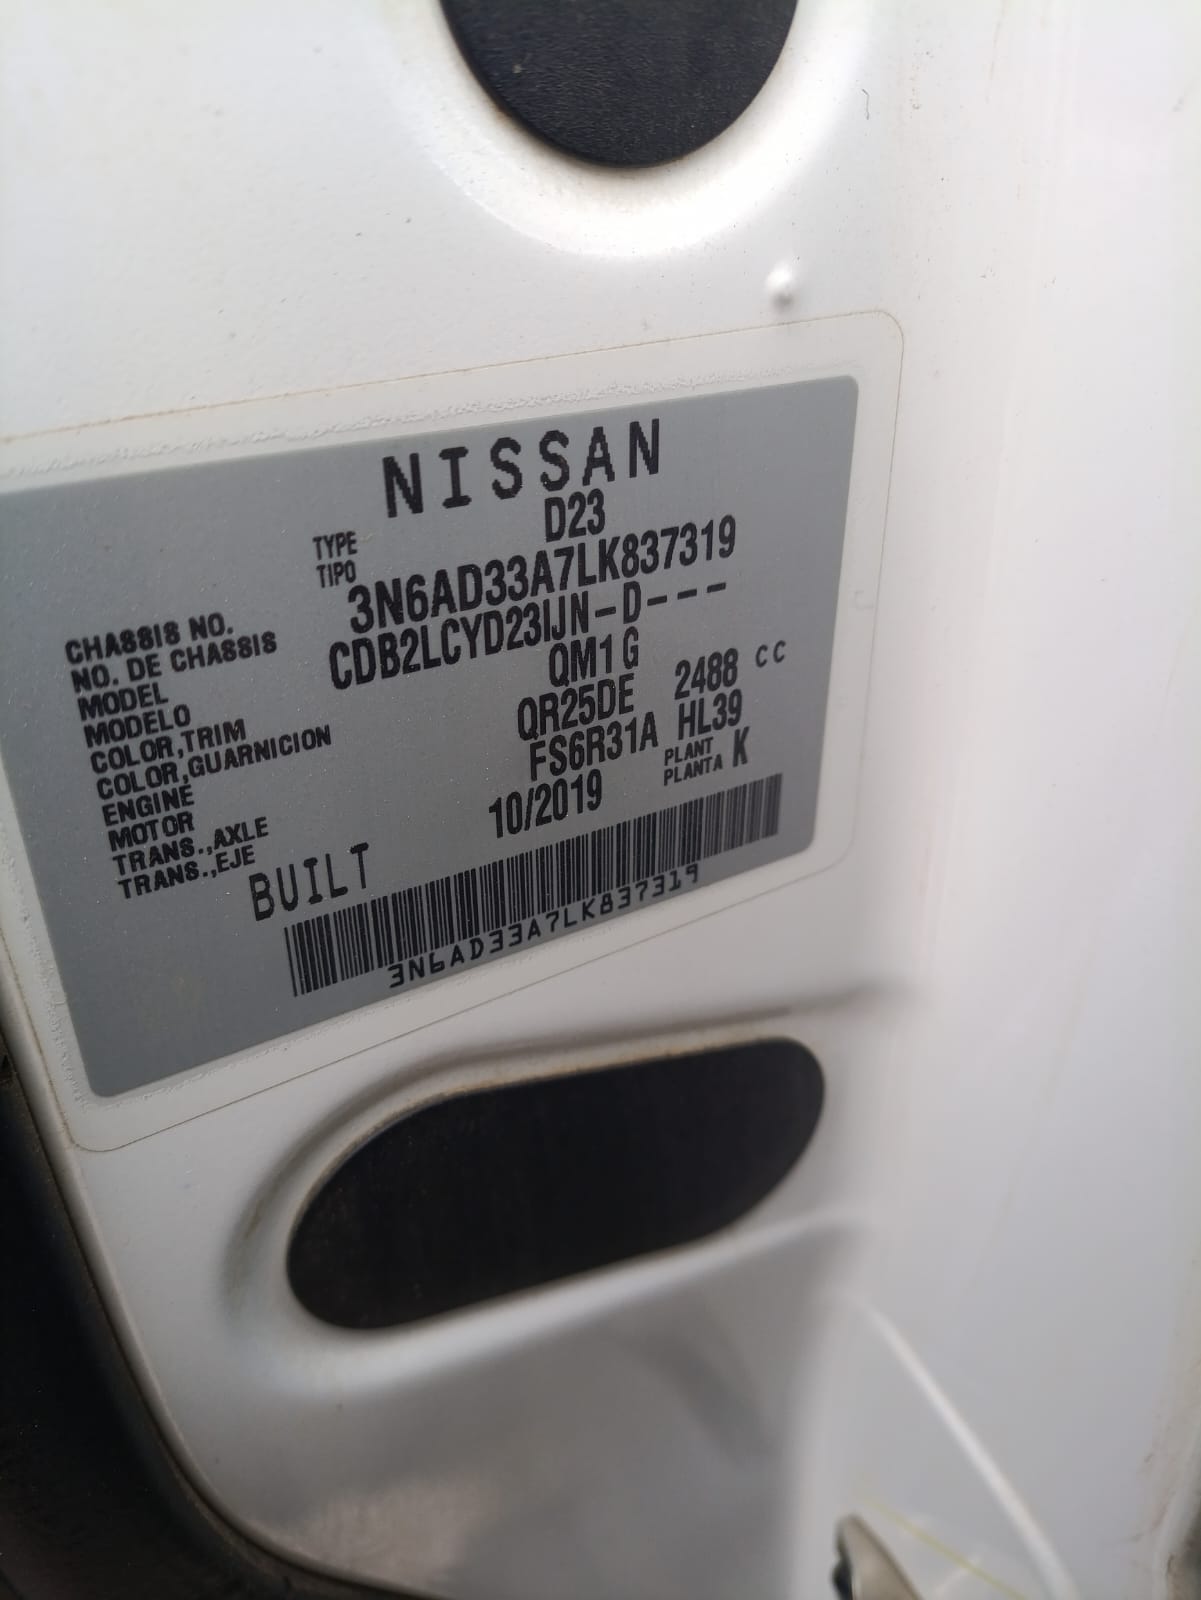 NISSAN
TYPE D23
TIPO
CHASSIS NO. 3N6AD33A7LK837319
NO. DE CHASSIS
MODEL CDB2LCYD23IJN-D---
MODELO
COLOR,TRIM QM1 G
COLOR,GUARNICION
ENGINE QR25DE 2488 CC
MOTOR
TRANS.,AXLE FS6R31A HL39
TRANS.,EJE
BUILT 10/2019 PLANT K
PLANTA
3N6AD33A7LK837319